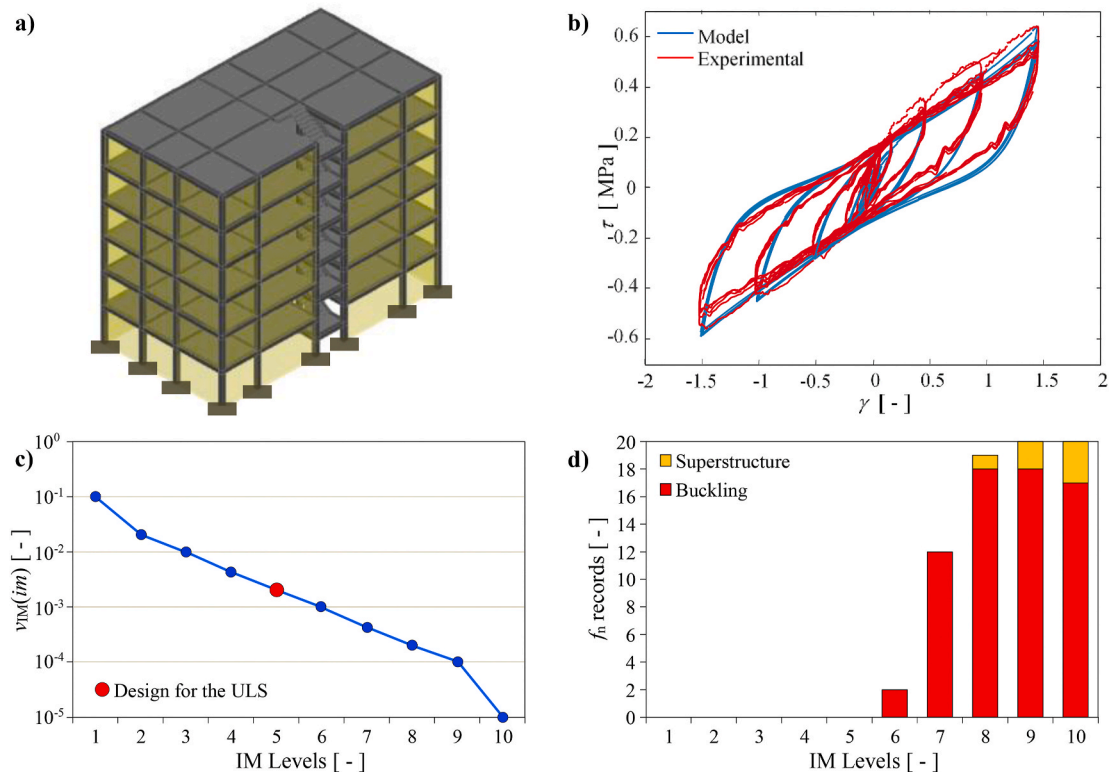 a)
b)
0.6
0.4
0.2
0
-0.2
-0.4
-0.6
τ [ MPa]
Model
Experimental
-2 -1.5 -1 -0.5 0 0.5 1 1.5 2
γ [ - ]
c)
10⁰
10⁻¹
10⁻²
10⁻³
10⁻⁴
10⁻⁵
νIM(im) [ - ]
Design for the ULS
1 2 3 4 5 6 7 8 9 10
IM Levels [ - ]
d)
20
18
16
14
12
10
8
6
4
2
0
fn records [ - ]
Superstructure
Buckling
1 2 3 4 5 6 7 8 9 10
IM Levels [ - ]